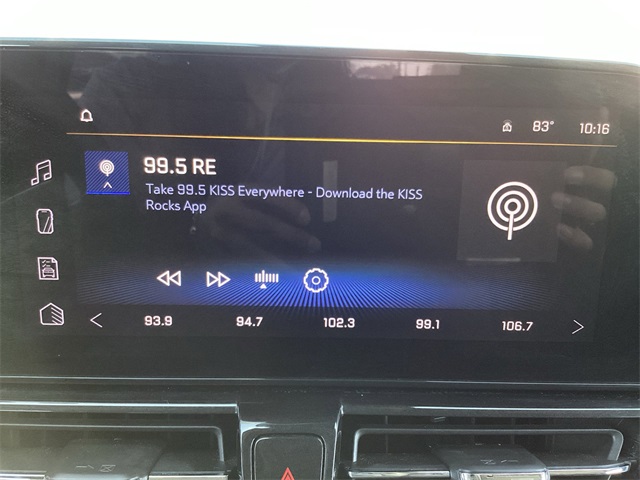 83° 10:16
99.5 RE
Take 99.5 KISS Everywhere - Download the KISS
Rocks App
93.9 94.7 102.3 99.1 106.7